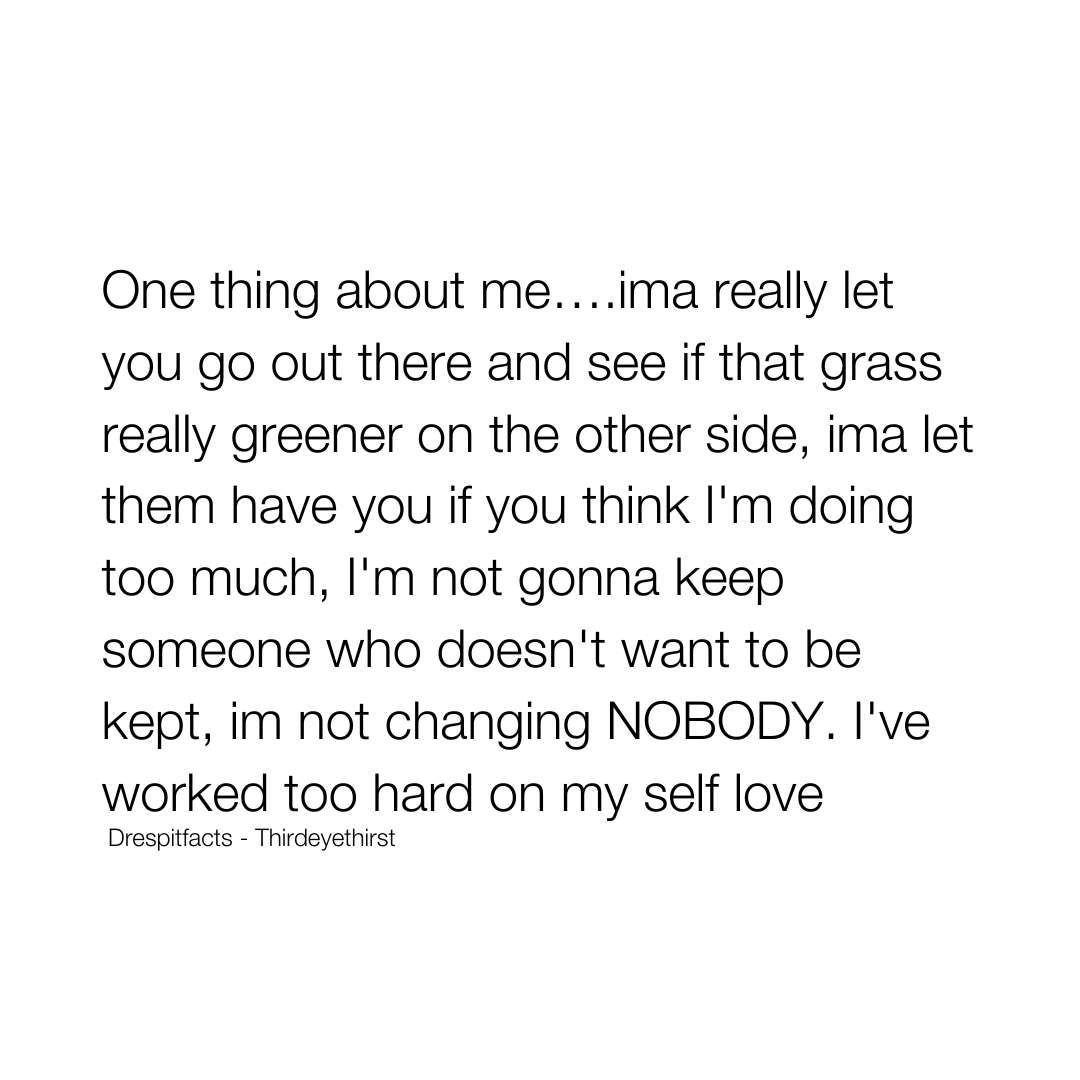 One thing about me....ima really let
you go out there and see if that grass
really greener on the other side, ima let
them have you if you think I'm doing
too much, I'm not gonna keep
someone who doesn't want to be
kept, im not changing NOBODY. I've
worked too hard on my self love
Drespitfacts - Thirdeyethirst